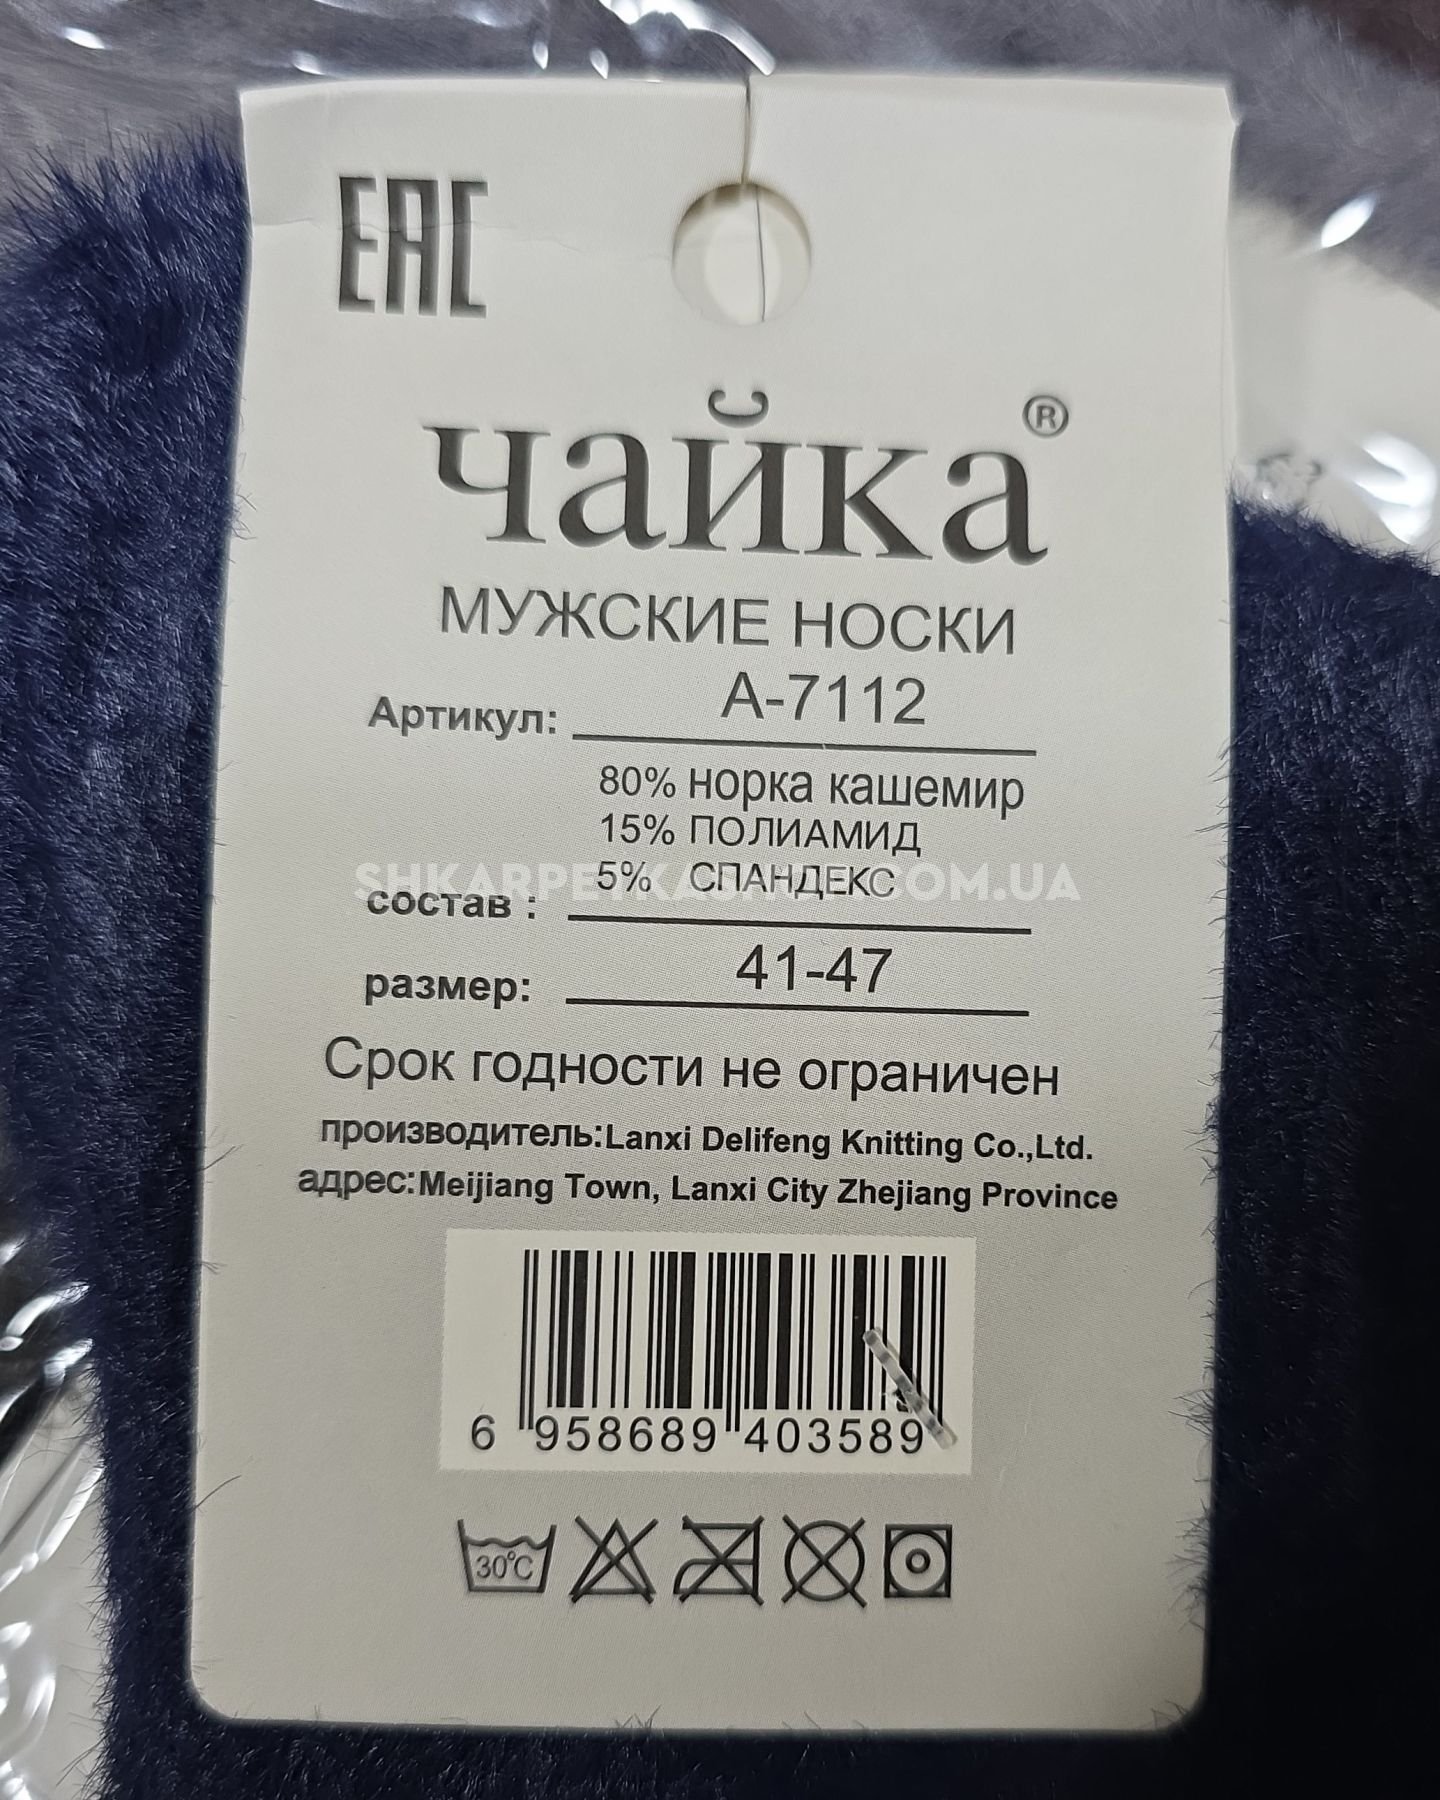 EAC
чайка®
МУЖСКИЕ НОСКИ
Артикул: А-7112
80% норка кашемир
15% ПОЛИАМИД
5% СПАНДЕКС
состав :
размер: 41-47
Срок годности не ограничен
производитель:Lanxi Delifeng Knitting Co.,Ltd.
адрес:Meijiang Town, Lanxi City Zhejiang Province
6 958689 403589
30°C
SHKARPETKASHOP.COM.UA